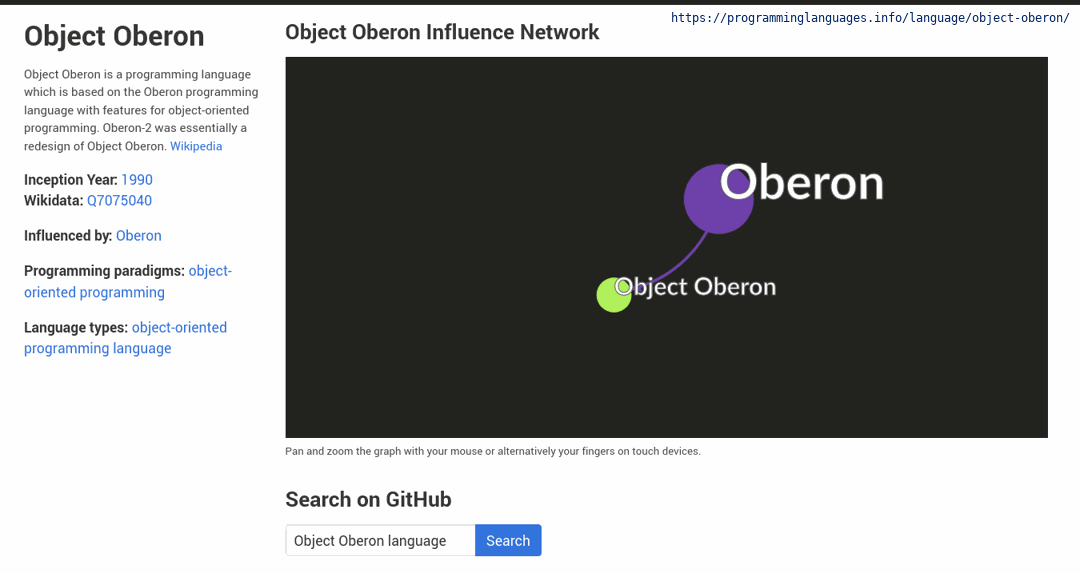 https://programminglanguages.info/language/object-oberon/
Object Oberon
Object Oberon is a programming language
which is based on the Oberon programming
language with features for object-oriented
programming. Oberon-2 was essentially a
redesign of Object Oberon. Wikipedia
Inception Year: 1990
Wikidata: Q7075040
Influenced by: Oberon
Programming paradigms: object-
oriented programming
Language types: object-oriented
programming language
Object Oberon Influence Network
Oberon
Object Oberon
Pan and zoom the graph with your mouse or alternatively your fingers on touch devices.
Search on GitHub
Object Oberon language
Search